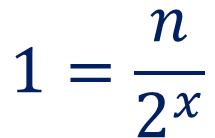 1 = n / 2^x